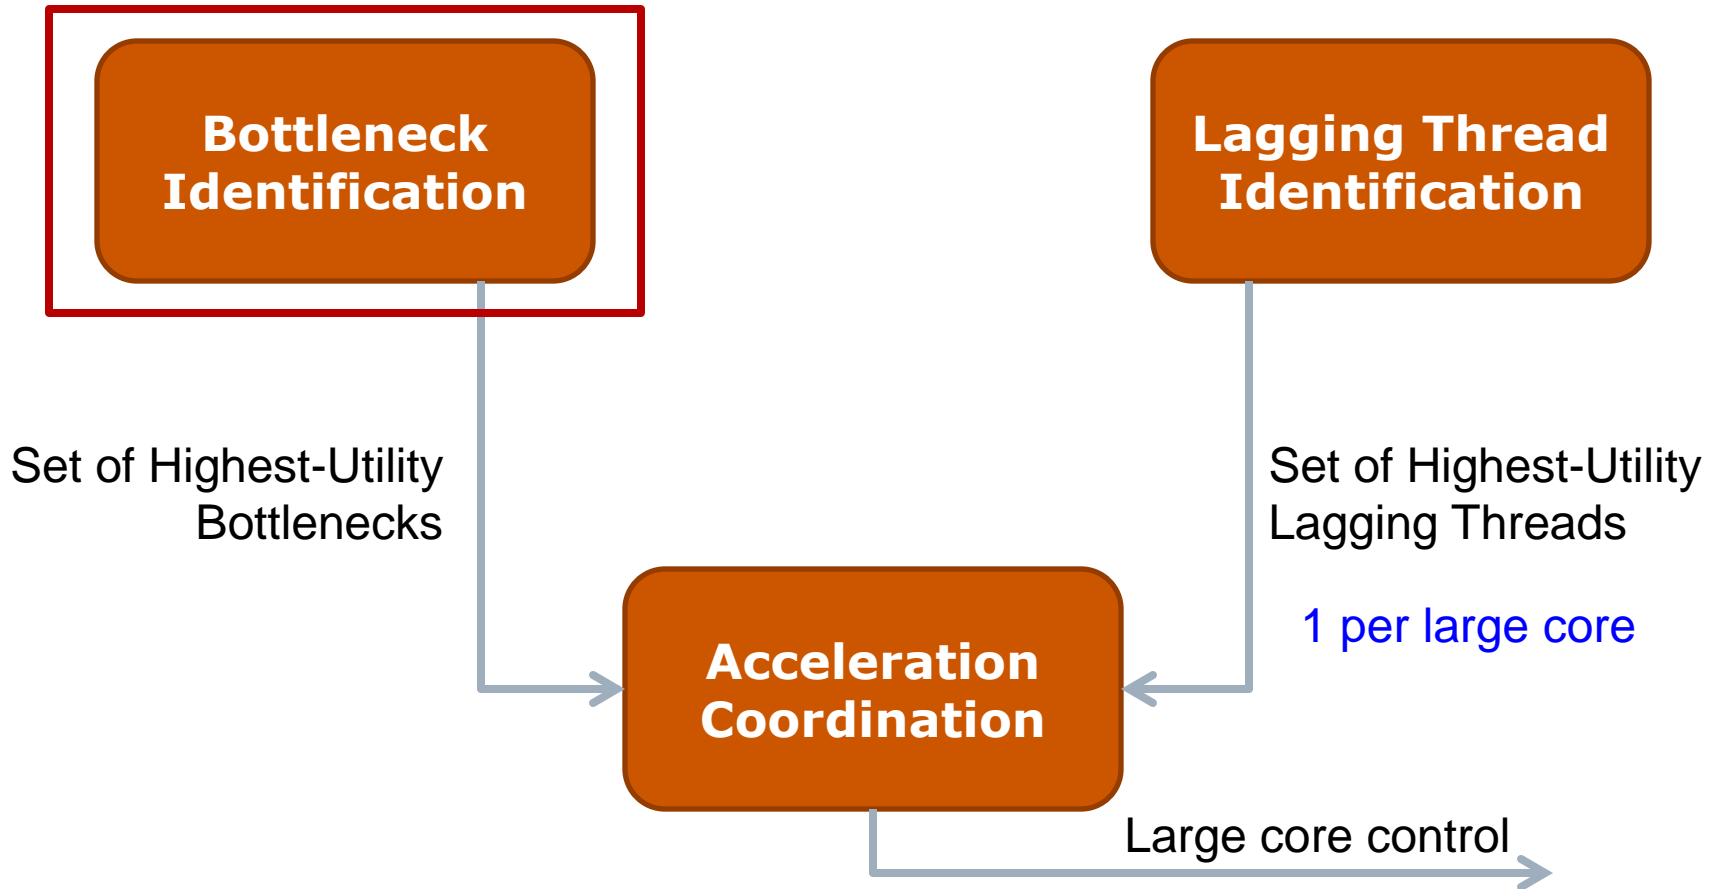 Bottleneck
Identification
Lagging Thread
Identification
Set of Highest-Utility
Bottlenecks
Set of Highest-Utility
Lagging Threads
1 per large core
Acceleration
Coordination
Large core control